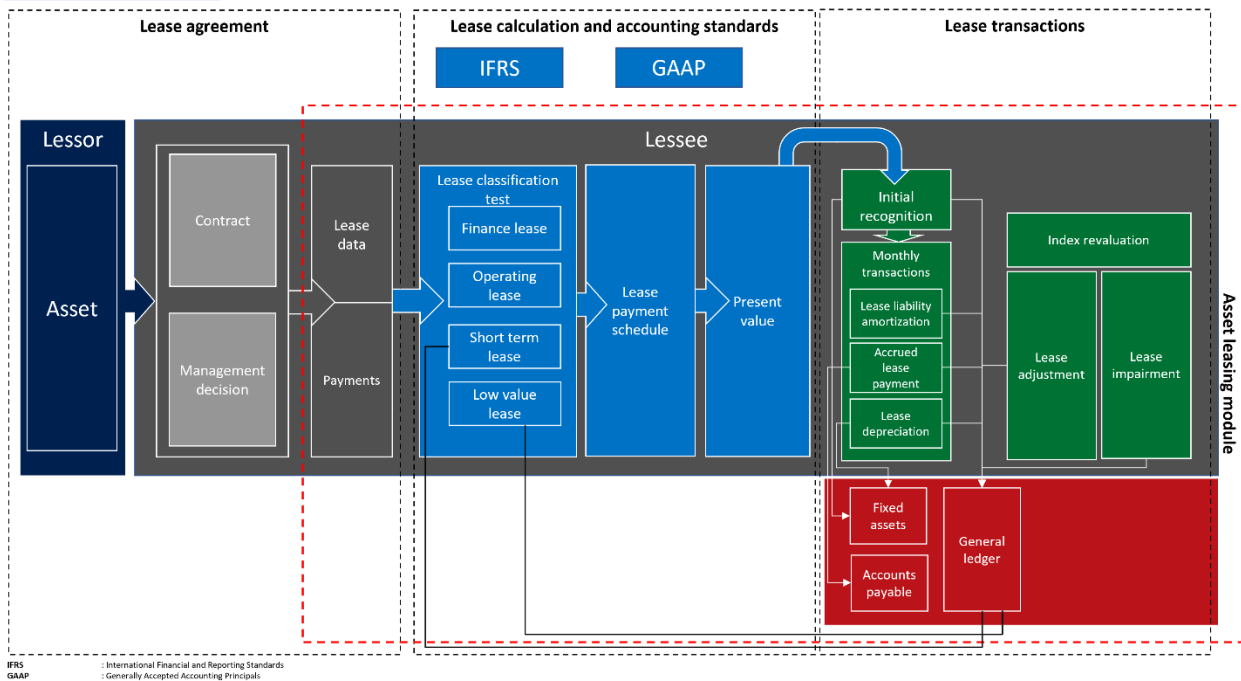 Lease agreement
Lease calculation and accounting standards
Lease transactions
IFRS
GAAP
Lessor
Lessee
Asset
Contract
Management
decision
Lease
data
Payments
Lease classification
test
Finance lease
Operating
lease
Short term
lease
Low value
lease
Lease
payment
schedule
Present
value
Initial
recognition
Monthly
transactions
Lease liability
amortization
Accrued
lease
payment
Lease
depreciation
Index revaluation
Lease
adjustment
Lease
impairment
Fixed
assets
Accounts
payable
General
ledger
Asset leasing module
IFRS : International Financial and Reporting Standards
GAAP : Generally Accepted Accounting Principals